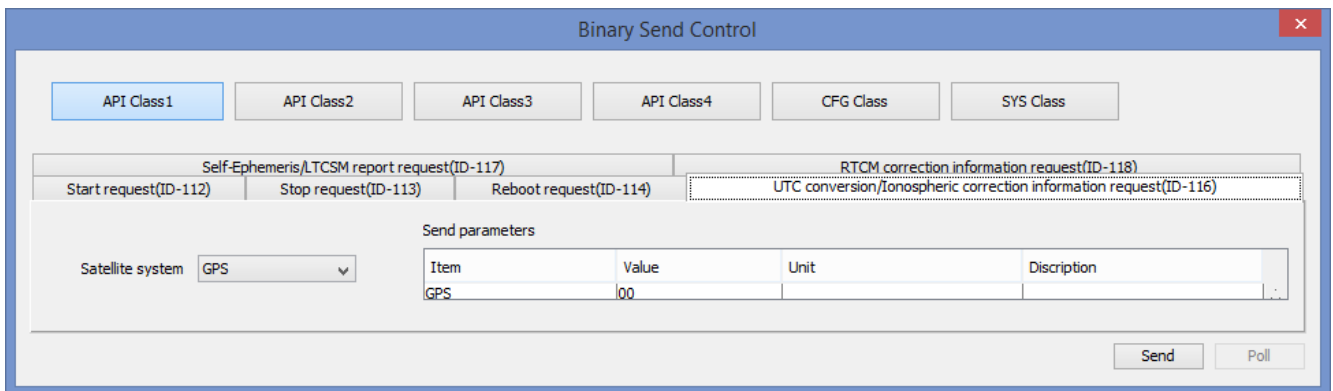 Binary Send Control
API Class1 API Class2 API Class3 API Class4 CFG Class SYS Class
Self-Ephemeris/LTCSM report request(ID-117) RTCM correction information request(ID-118)
Start request(ID-112) Stop request(ID-113) Reboot request(ID-114) UTC conversion/Ionospheric correction information request(ID-116)
Send parameters
Satellite system GPS
Item Value Unit Discription
GPS 00
Send Poll